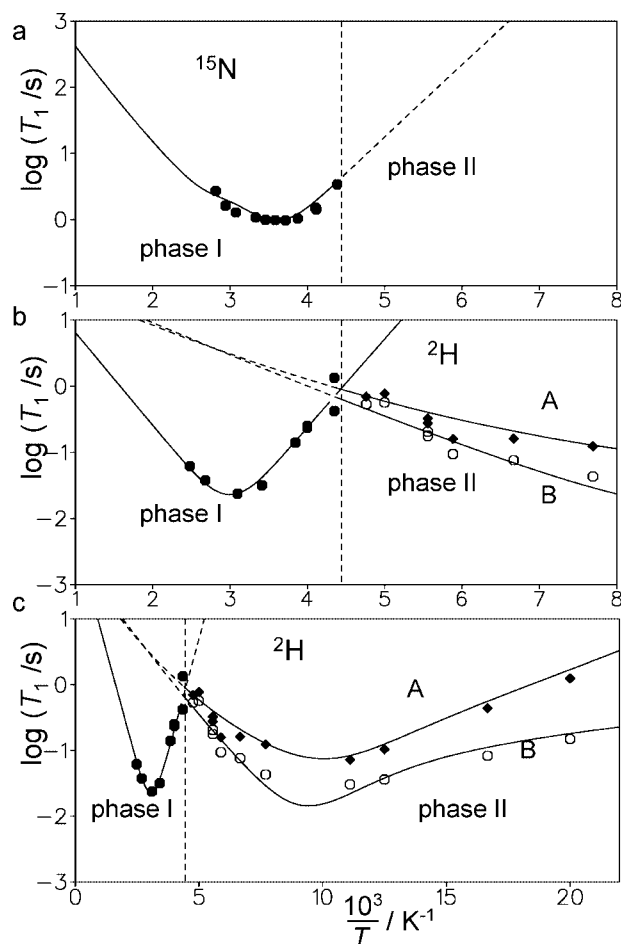 a
3
2
1
0
−1
log (T₁ /s)
¹⁵N
phase II
phase I
1 2 3 4 5 6 7 8
b
1
0
−1
−2
−3
log (T₁ /s)
²H
A
phase II
B
phase I
1 2 3 4 5 6 7 8
c
1
0
−1
−2
−3
log (T₁ /s)
²H
A
B
phase I
phase II
0 5 10 15 20
10³/T / K⁻¹